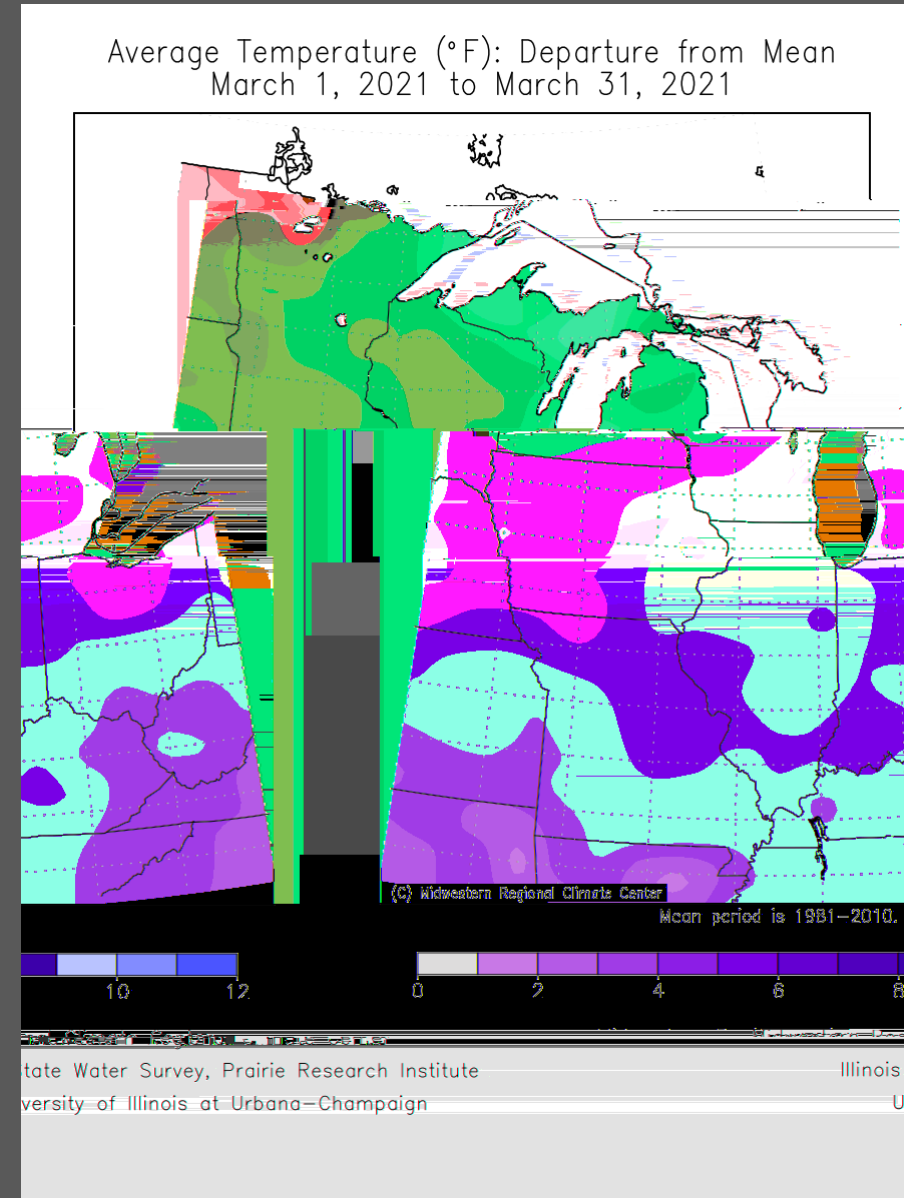 Average Temperature (°F): Departure from Mean
March 1, 2021 to March 31, 2021
(C) Midwestern Regional Climate Center
Mean period is 1981-2010.
10 12 0 2 4 6 8
tate Water Survey, Prairie Research Institute Illinois
versity of Illinois at Urbana-Champaign U